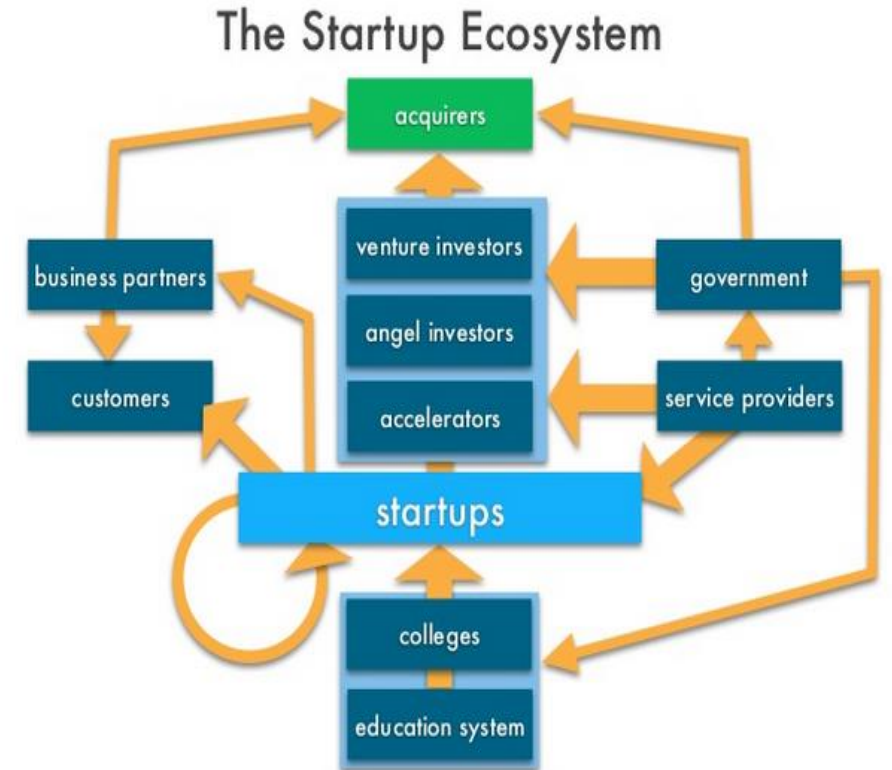 The Startup Ecosystem
acquirers
venture investors
business partners
government
angel investors
customers
accelerators
service providers
startups
colleges
education system